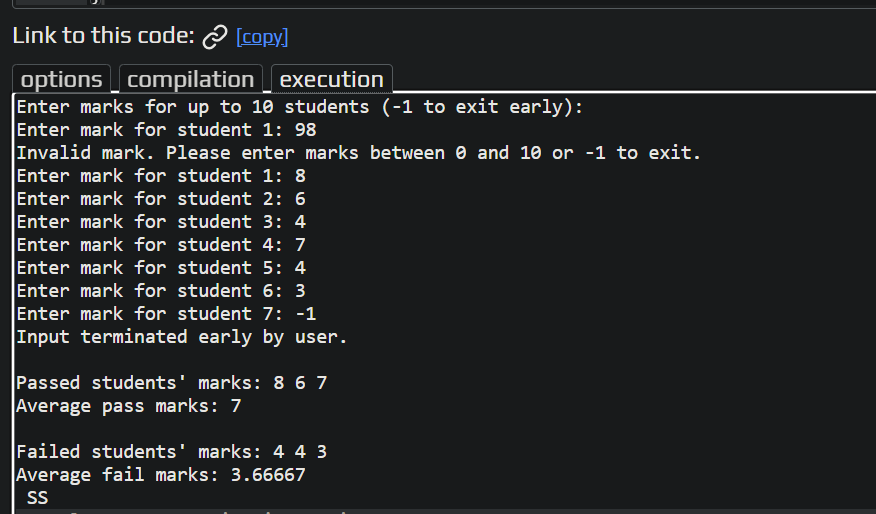 Link to this code: [copy]
options compilation execution
Enter marks for up to 10 students (-1 to exit early):
Enter mark for student 1: 98
Invalid mark. Please enter marks between 0 and 10 or -1 to exit.
Enter mark for student 1: 8
Enter mark for student 2: 6
Enter mark for student 3: 4
Enter mark for student 4: 7
Enter mark for student 5: 4
Enter mark for student 6: 3
Enter mark for student 7: -1
Input terminated early by user.
Passed students' marks: 8 6 7
Average pass marks: 7
Failed students' marks: 4 4 3
Average fail marks: 3.66667
SS